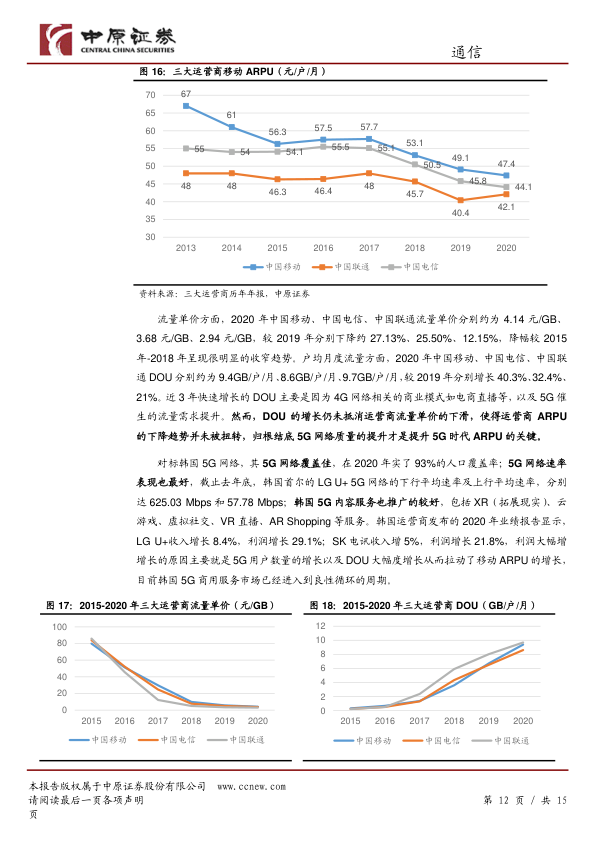 中原证券
CENTRAL CHINA SECURITIES
通信
图 16：三大运营商移动 ARPU（元/户/月）
70
65
60
55
50
45
40
35
30
67
61
56.3
57.5
57.7
53.1
49.1
47.4
55
54
54.1
55.5
55.1
50.5
45.8
44.1
48
48
46.3
46.4
48
45.7
40.4
42.1
2013 2014 2015 2016 2017 2018 2019 2020
中国移动 中国联通 中国电信
资料来源：三大运营商历年年报，中原证券
流量单价方面，2020 年中国移动、中国电信、中国联通流量单价分别约为 4.14 元/GB、
3.68 元/GB、2.94 元/GB，较 2019 年分别下降约 27.13%、25.50%、12.15%，降幅较 2015
年-2018 年呈现很明显的收窄趋势。户均月度流量方面，2020 年中国移动、中国电信、中国联
通 DOU 分别约为 9.4GB/户/月、8.6GB/户/月、9.7GB/户/月，较 2019 年分别增长 40.3%、32.4%、
21%。近 3 年快速增长的 DOU 主要是因为 4G 网络相关的商业模式如电商直播等，以及 5G 催
生的流量需求提升。然而，DOU 的增长仍未抵消运营商流量单价的下滑，使得运营商 ARPU
的下降趋势并未被扭转，归根结底 5G 网络质量的提升才是提升 5G 时代 ARPU 的关键。
对标韩国 5G 网络，其 5G 网络覆盖佳，在 2020 年实了 93%的人口覆盖率；5G 网络速率
表现也最好，截止去年底，韩国首尔的 LG U+ 5G 网络的下行平均速率及上行平均速率，分别
达 625.03 Mbps 和 57.78 Mbps；韩国 5G 内容服务也推广的较好，包括 XR（拓展现实）、云
游戏、虚拟社交、VR 直播、AR Shopping 等服务。韩国运营商发布的 2020 年业绩报告显示，
LG U+收入增长 8.4%，利润增长 29.1%；SK 电讯收入增 5%，利润增长 21.8%，利润大幅增
增长的原因主要就是 5G 用户数量的增长以及 DOU 大幅度增长从而拉动了移动 ARPU 的增长，
目前韩国 5G 商用服务市场已经进入到良性循环的周期。
图 17：2015-2020 年三大运营商流量单价（元/GB）
100
80
60
40
20
0
2015 2016 2017 2018 2019 2020
中国移动 中国电信 中国联通
图 18：2015-2020 年三大运营商 DOU（GB/户/月）
12
10
8
6
4
2
0
2015 2016 2017 2018 2019 2020
中国移动 中国电信 中国联通
本报告版权属于中原证券股份有限公司 www.ccnew.com
请阅读最后一页各项声明
页
第 12 页 / 共 15